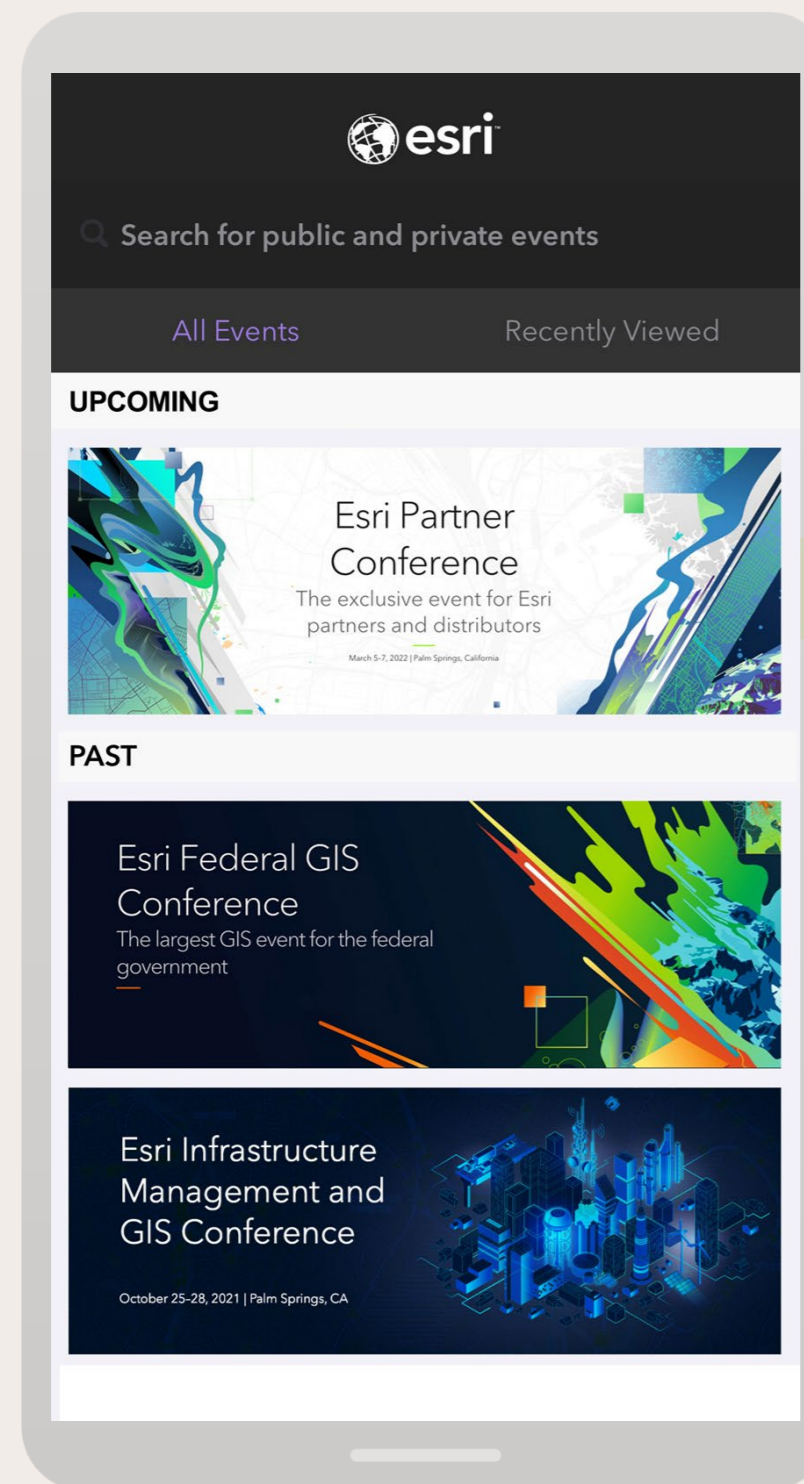 esri
Search for public and private events
All Events
Recently Viewed
UPCOMING
Esri Partner
Conference
The exclusive event for Esri
partners and distributors
March 5-7, 2022 | Palm Springs, California
PAST
Esri Federal GIS
Conference
The largest GIS event for the federal
government
Esri Infrastructure
Management and
GIS Conference
October 25–28, 2021 | Palm Springs, CA